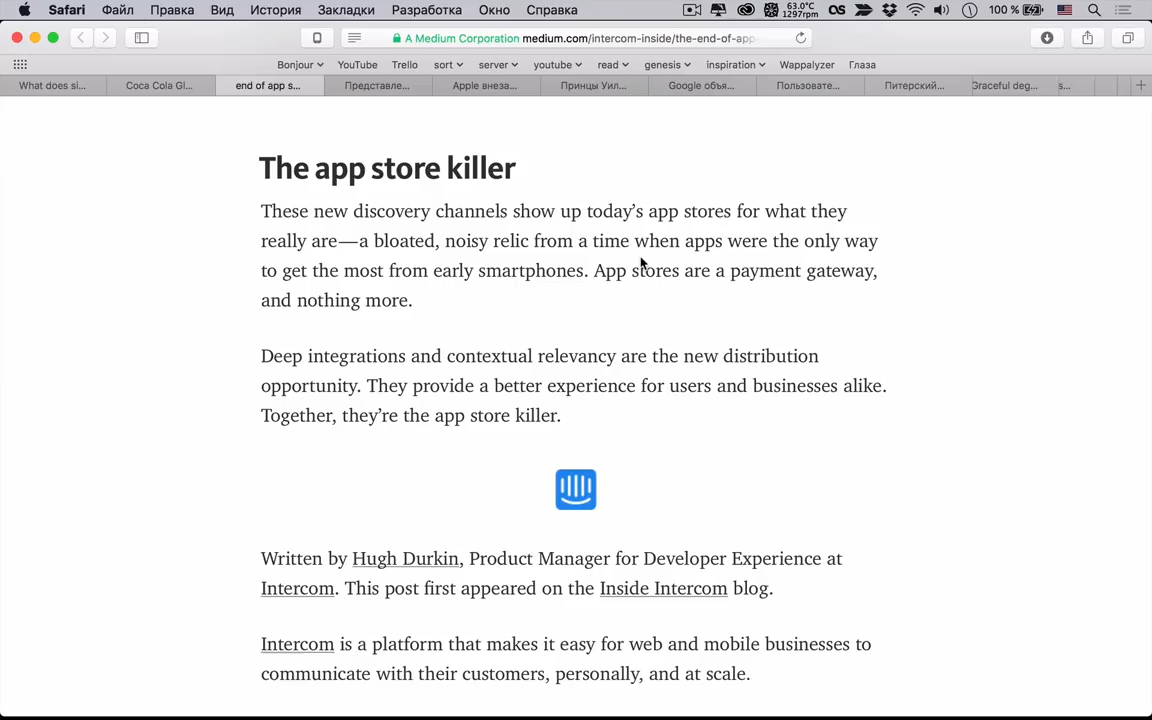 Safari Файл Правка Вид История Закладки Разработка Окно Справка 63.0°C 1297rpm 100 %
A Medium Corporation medium.com/intercom-inside/the-end-of-app-
Bonjour YouTube Trello sort server youtube read genesis inspiration Wappalyzer Глаза
What does si... Coca Cola Gl... end of app s... Представле... Apple внеза... Принцы Уил... Google объя... Пользовате... Питерский... Graceful deg... s...
The app store killer
These new discovery channels show up today’s app stores for what they
really are—a bloated, noisy relic from a time when apps were the only way
to get the most from early smartphones. App stores are a payment gateway,
and nothing more.
Deep integrations and contextual relevancy are the new distribution
opportunity. They provide a better experience for users and businesses alike.
Together, they’re the app store killer.
Written by Hugh Durkin, Product Manager for Developer Experience at
Intercom. This post first appeared on the Inside Intercom blog.
Intercom is a platform that makes it easy for web and mobile businesses to
communicate with their customers, personally, and at scale.